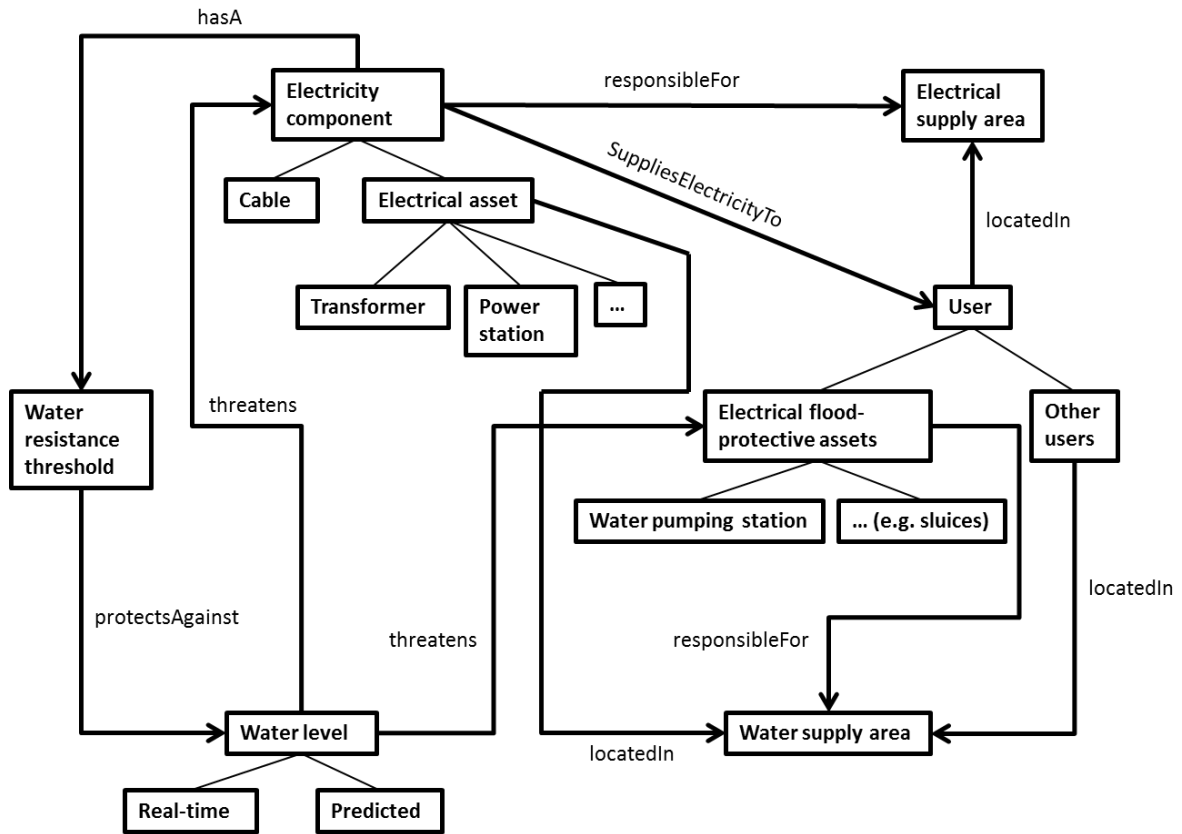 hasA
Electricity
component
responsibleFor
Electrical
supply area
SuppliesElectricityTo
Cable
Electrical asset
locatedIn
Transformer
Power
station
...
User
Water
resistance
threshold
threatens
Electrical flood-
protective assets
Other
users
Water pumping station
... (e.g. sluices)
protectsAgainst
threatens
responsibleFor
locatedIn
Water level
locatedIn
Water supply area
Real-time
Predicted